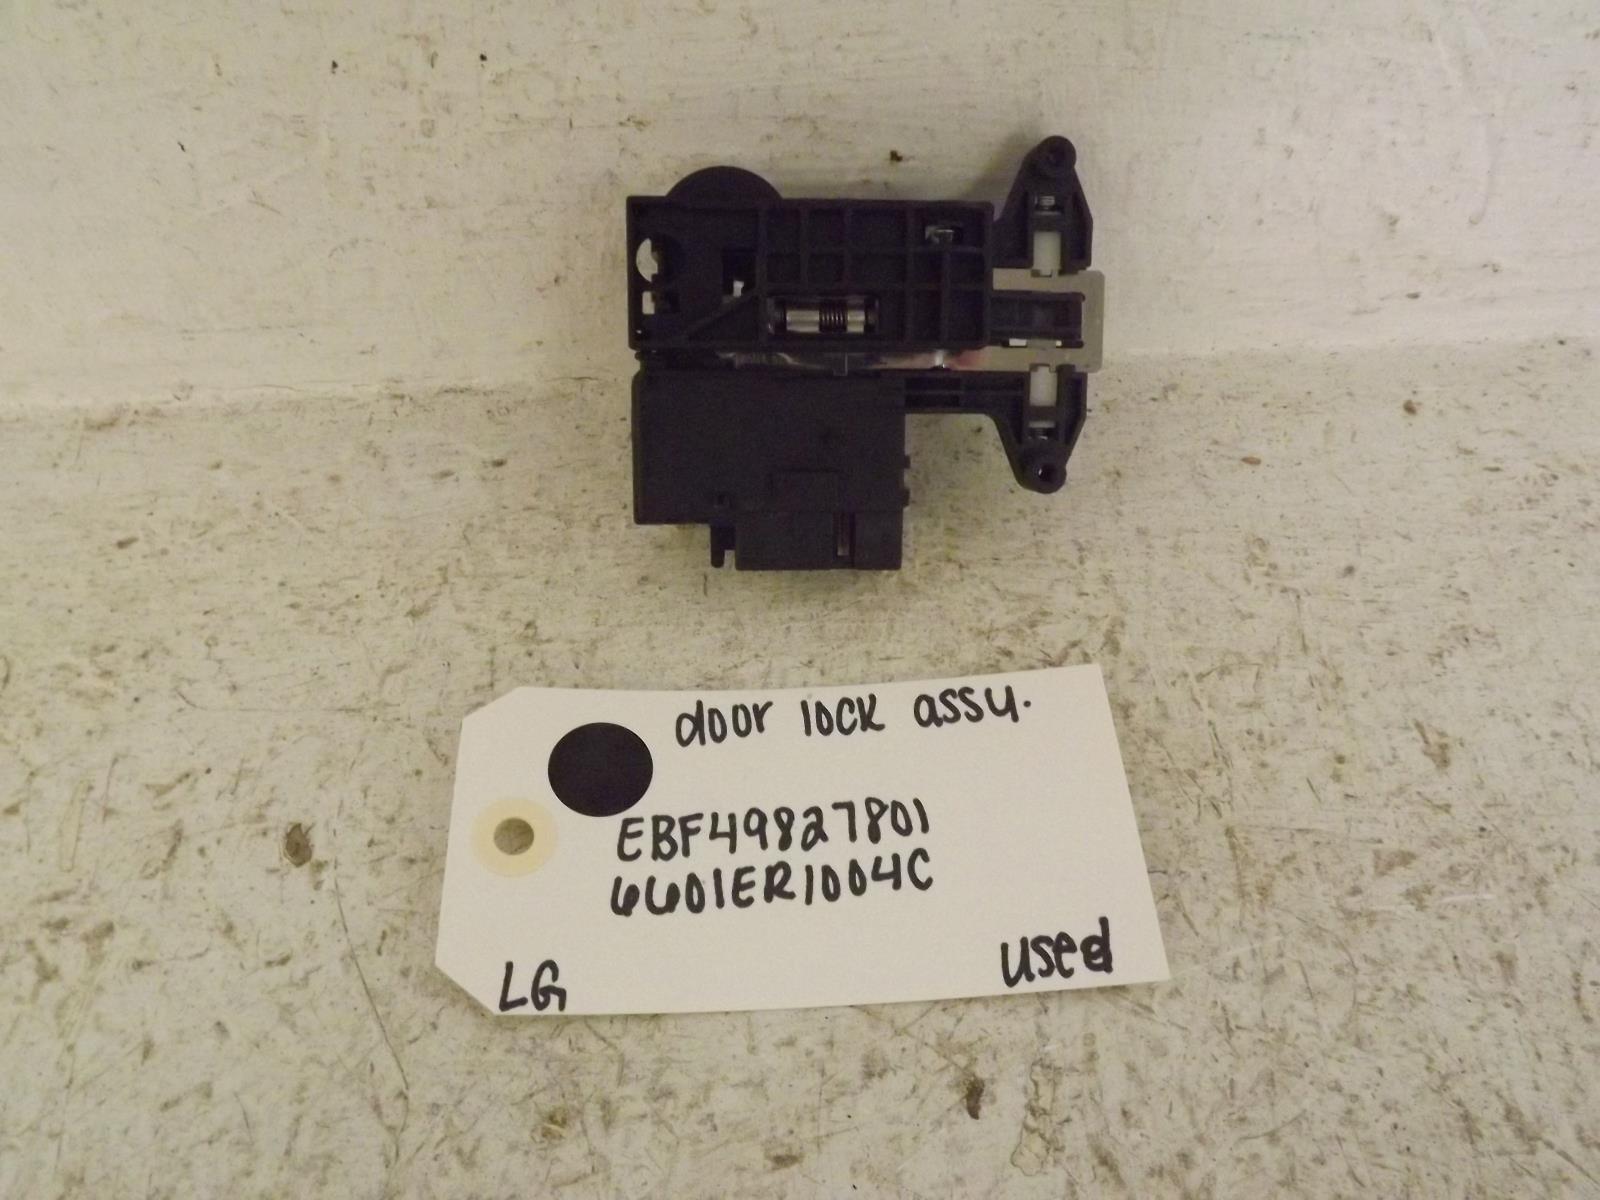 door lock assy.
EBF49827801
6601ER1004C
LG
used